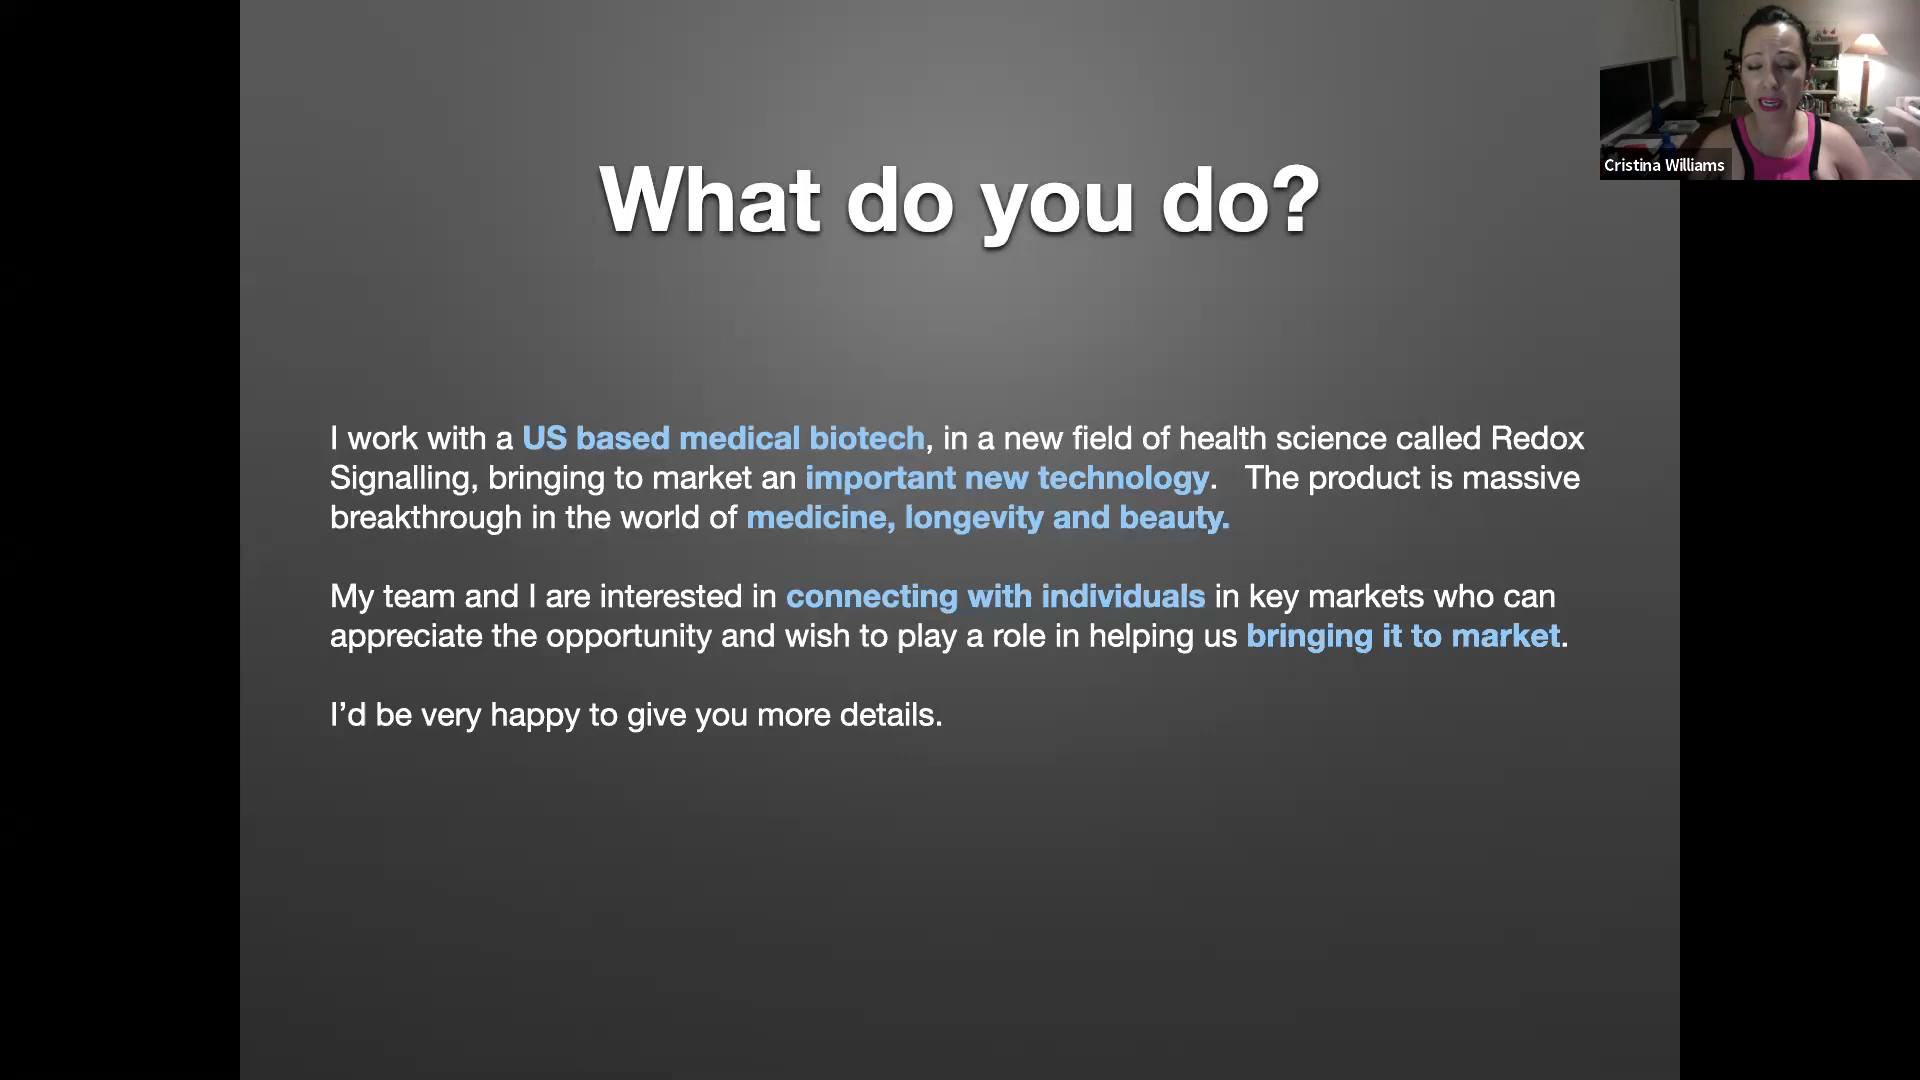 What do you do?
Cristina Williams
I work with a US based medical biotech, in a new field of health science called Redox
Signalling, bringing to market an important new technology.   The product is massive
breakthrough in the world of medicine, longevity and beauty.
My team and I are interested in connecting with individuals in key markets who can
appreciate the opportunity and wish to play a role in helping us bringing it to market.
I’d be very happy to give you more details.